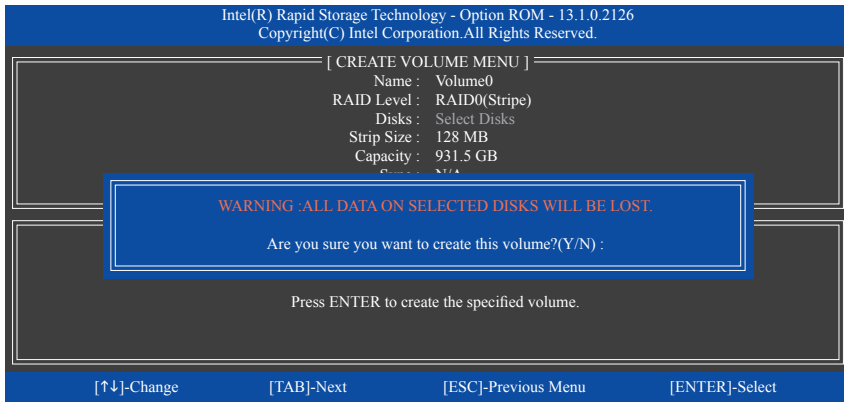 Intel(R) Rapid Storage Technology - Option ROM - 13.1.0.2126
Copyright(C) Intel Corporation.All Rights Reserved.
[ CREATE VOLUME MENU ]
Name : Volume0
RAID Level : RAID0(Stripe)
Disks : Select Disks
Strip Size : 128 MB
Capacity : 931.5 GB
Sync : N/A
WARNING :ALL DATA ON SELECTED DISKS WILL BE LOST.
Are you sure you want to create this volume?(Y/N) :
Press ENTER to create the specified volume.
[↑↓]-Change [TAB]-Next [ESC]-Previous Menu [ENTER]-Select